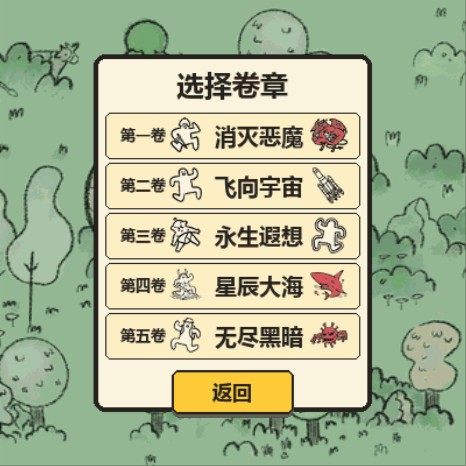 选择卷章
第一卷 消灭恶魔
第二卷 飞向宇宙
第三卷 永生遐想
第四卷 星辰大海
第五卷 无尽黑暗
返回